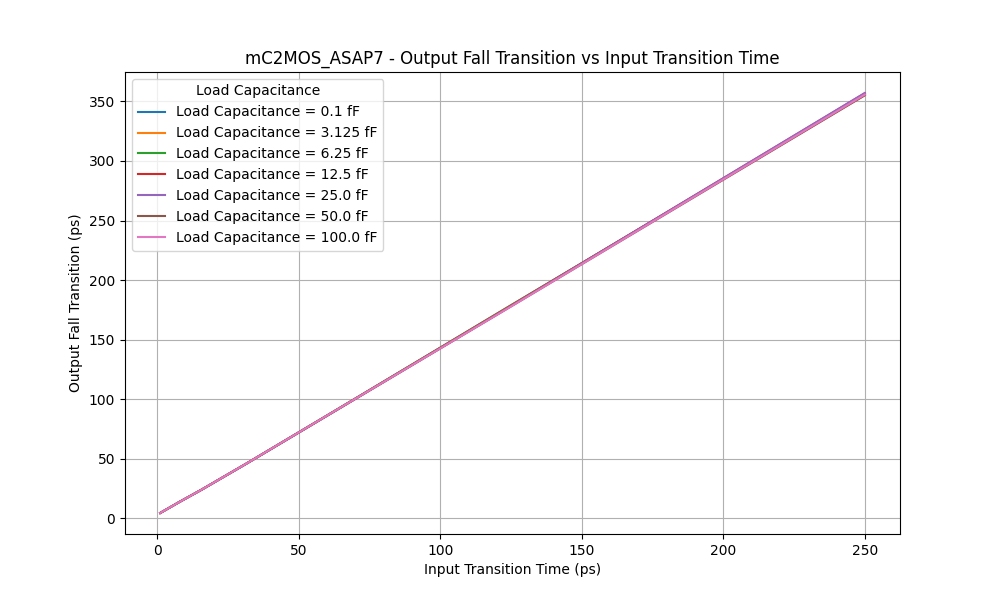 mC2MOS_ASAP7 - Output Fall Transition vs Input Transition Time
Load Capacitance
Load Capacitance = 0.1 fF
Load Capacitance = 3.125 fF
Load Capacitance = 6.25 fF
Load Capacitance = 12.5 fF
Load Capacitance = 25.0 fF
Load Capacitance = 50.0 fF
Load Capacitance = 100.0 fF
Output Fall Transition (ps)
350
300
250
200
150
100
50
0
0 50 100 150 200 250
Input Transition Time (ps)